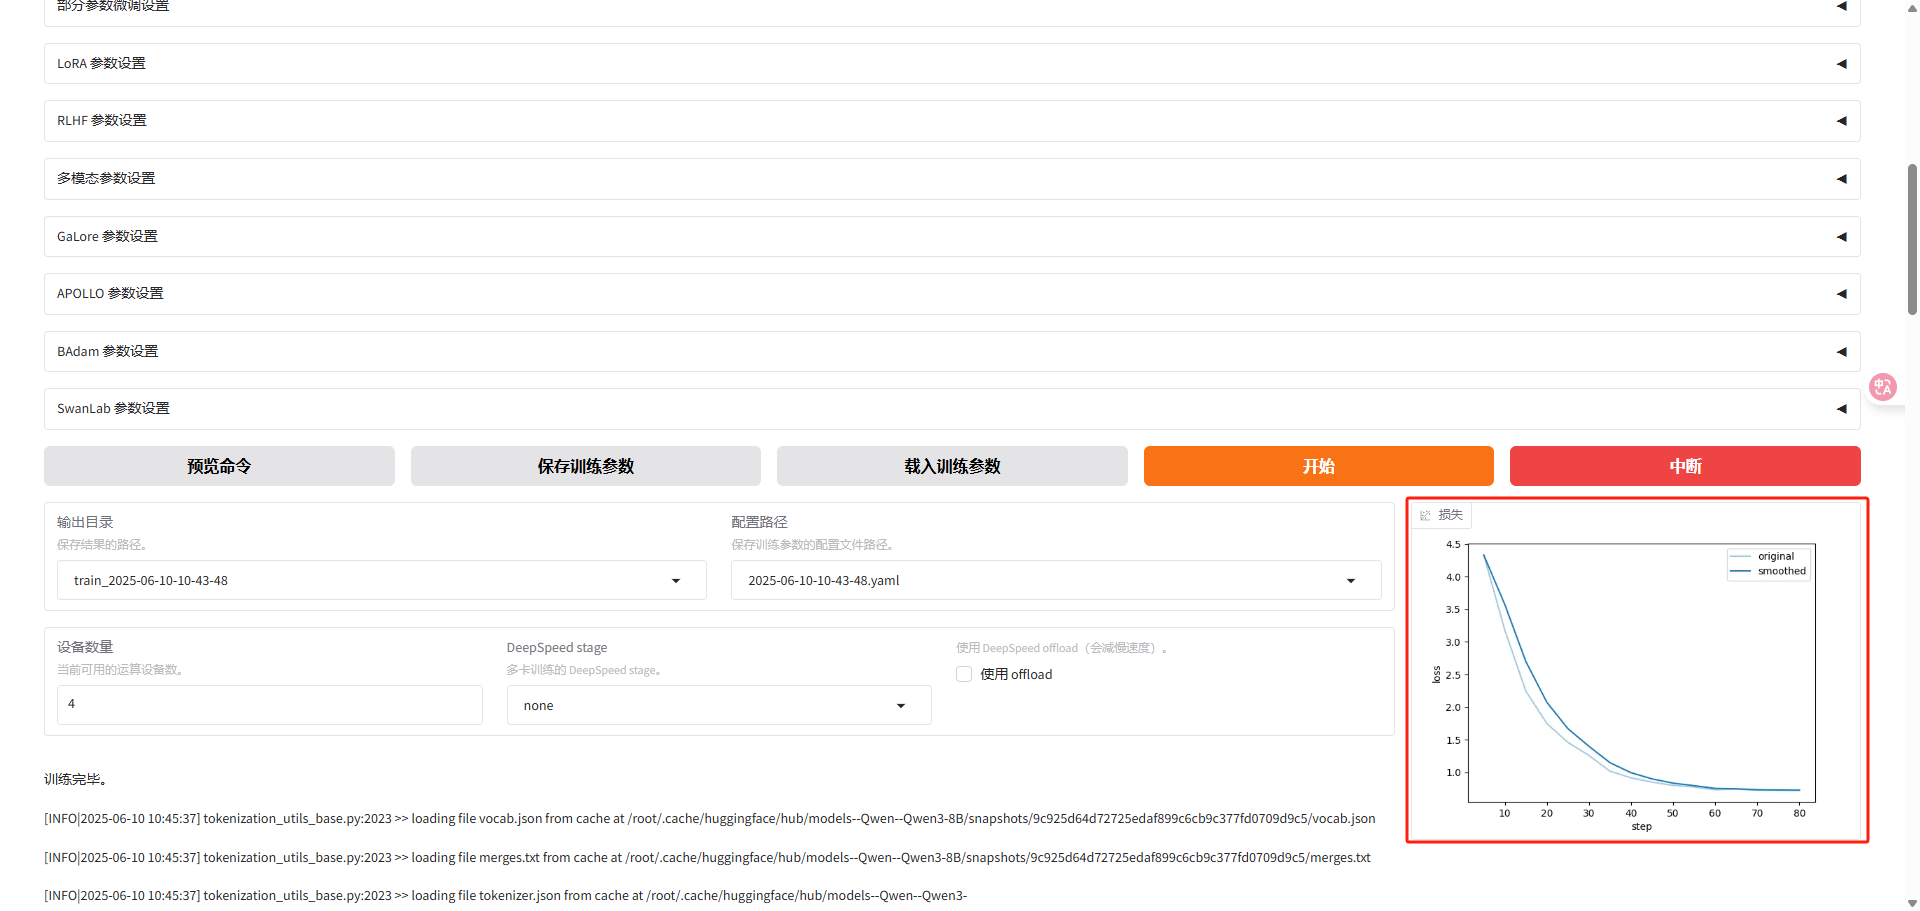 部分参数微调设置
LoRA 参数设置
RLHF 参数设置
多模态参数设置
GaLore 参数设置
APOLLO 参数设置
BAdam 参数设置
SwanLab 参数设置
预览命令
保存训练参数
载入训练参数
开始
中断
输出目录
保存结果的路径。
train_2025-06-10-10-43-48
配置路径
保存训练参数的配置文件路径。
2025-06-10-10-43-48.yaml
设备数量
当前可用的运算设备数。
4
DeepSpeed stage
多卡训练的 DeepSpeed stage。
none
使用 DeepSpeed offload（会减慢速度）。
使用 offload
损失
original
smoothed
4.5
4.0
3.5
3.0
2.5
2.0
1.5
1.0
loss
10 20 30 40 50 60 70 80
step
训练完毕。
[INFO|2025-06-10 10:45:37] tokenization_utils_base.py:2023 >> loading file vocab.json from cache at /root/.cache/huggingface/hub/models--Qwen--Qwen3-8B/snapshots/9c925d64d72725edaf899c6cb9c377fd0709d9c5/vocab.json
[INFO|2025-06-10 10:45:37] tokenization_utils_base.py:2023 >> loading file merges.txt from cache at /root/.cache/huggingface/hub/models--Qwen--Qwen3-8B/snapshots/9c925d64d72725edaf899c6cb9c377fd0709d9c5/merges.txt
[INFO|2025-06-10 10:45:37] tokenization_utils_base.py:2023 >> loading file tokenizer.json from cache at /root/.cache/huggingface/hub/models--Qwen--Qwen3-
中
A